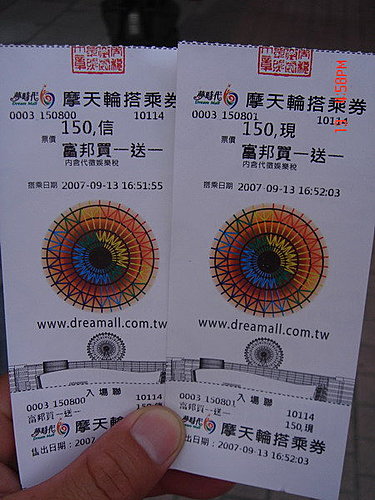 夢時代 Dream Mall 摩天輪搭乘券
0003 150800 10114
150,信
票價
富邦買一送一
內含代徵娛樂稅
搭乘日期 2007-09-13 16:51:55
www.dreamall.com.tw
入場聯
0003 150800 10114
富邦買一送一
夢時代 Dream Mall 摩天輪
售出日期：2007
夢時代 Dream Mall 摩天輪搭乘券
0003 150801 10114
150,現
票價
富邦買一送一
內含代徵娛樂稅
搭乘日期 2007-09-13 16:52:03
www.dreamall.com.tw
入場聯
0003 150801 10114
富邦買一送一 150,現
夢時代 Dream Mall 摩天輪搭乘券
售出日期：2007-09-13 16:52:03